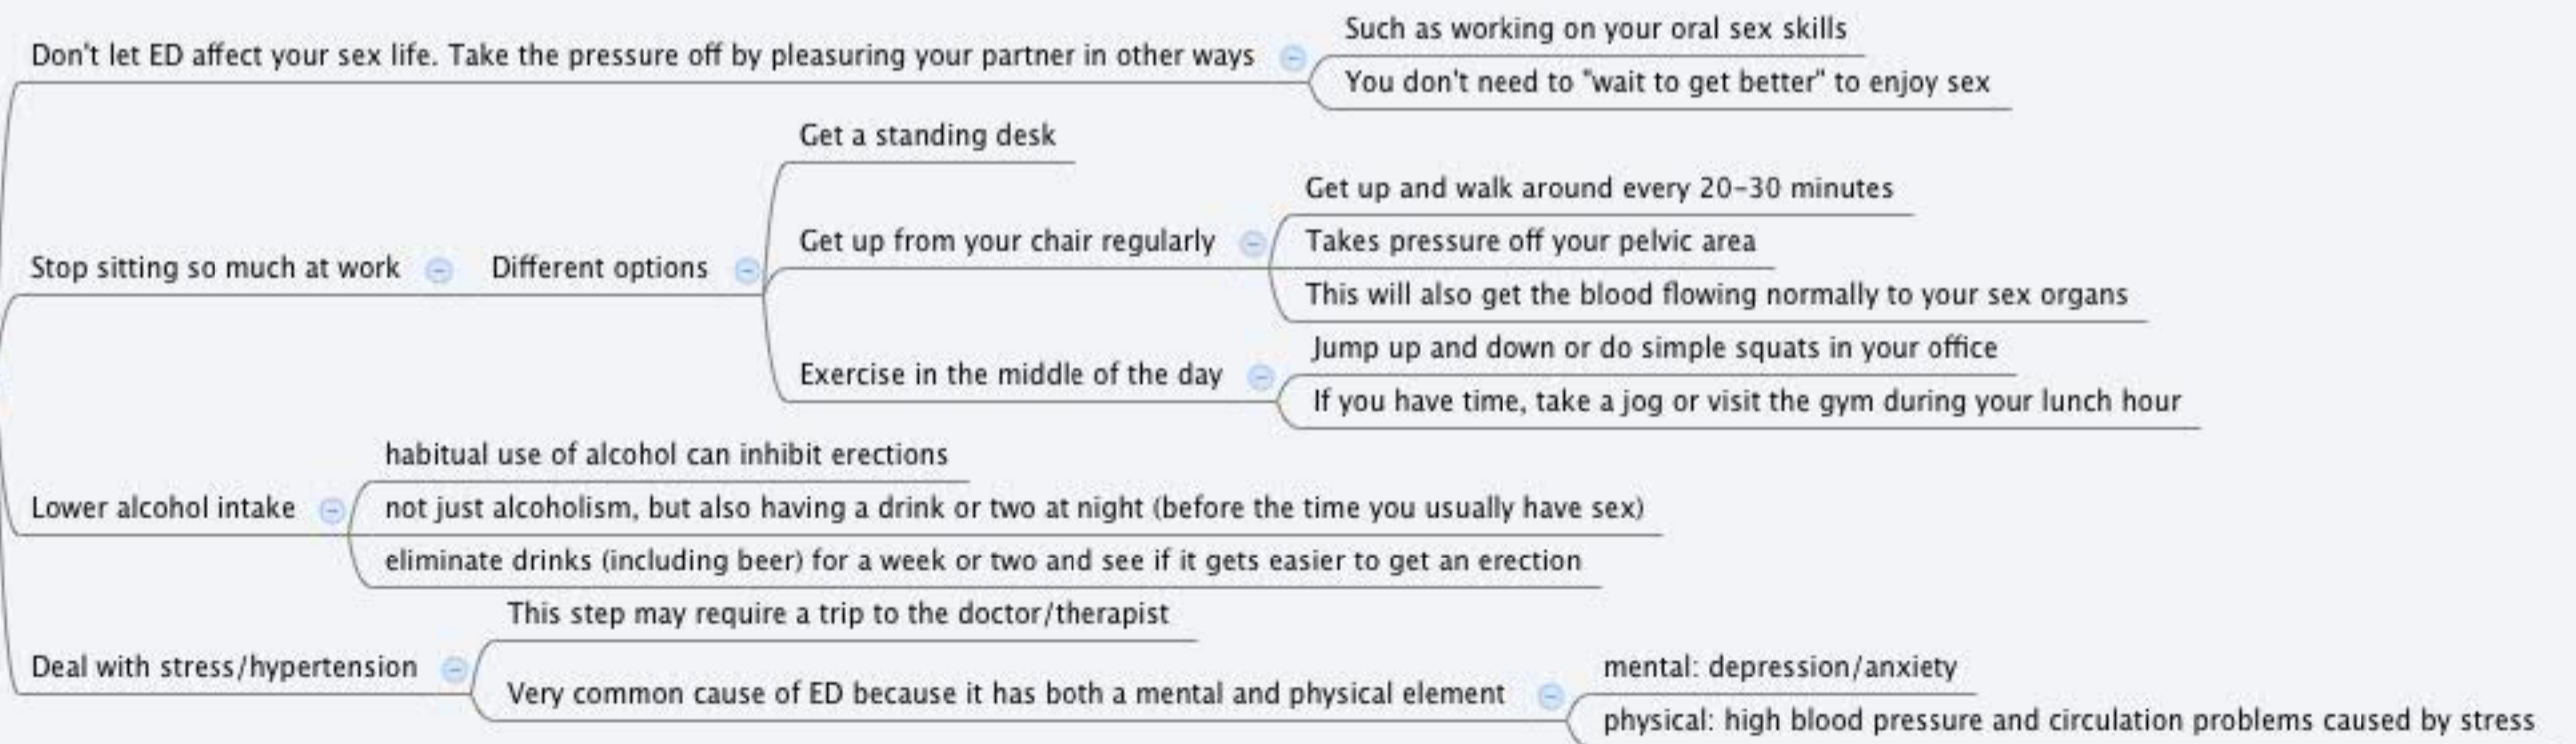 Don't let ED affect your sex life. Take the pressure off by pleasuring your partner in other ways
Such as working on your oral sex skills
You don't need to "wait to get better" to enjoy sex
Stop sitting so much at work
Different options
Get a standing desk
Get up from your chair regularly
Get up and walk around every 20-30 minutes
Takes pressure off your pelvic area
This will also get the blood flowing normally to your sex organs
Exercise in the middle of the day
Jump up and down or do simple squats in your office
If you have time, take a jog or visit the gym during your lunch hour
Lower alcohol intake
habitual use of alcohol can inhibit erections
not just alcoholism, but also having a drink or two at night (before the time you usually have sex)
eliminate drinks (including beer) for a week or two and see if it gets easier to get an erection
Deal with stress/hypertension
This step may require a trip to the doctor/therapist
Very common cause of ED because it has both a mental and physical element
mental: depression/anxiety
physical: high blood pressure and circulation problems caused by stress